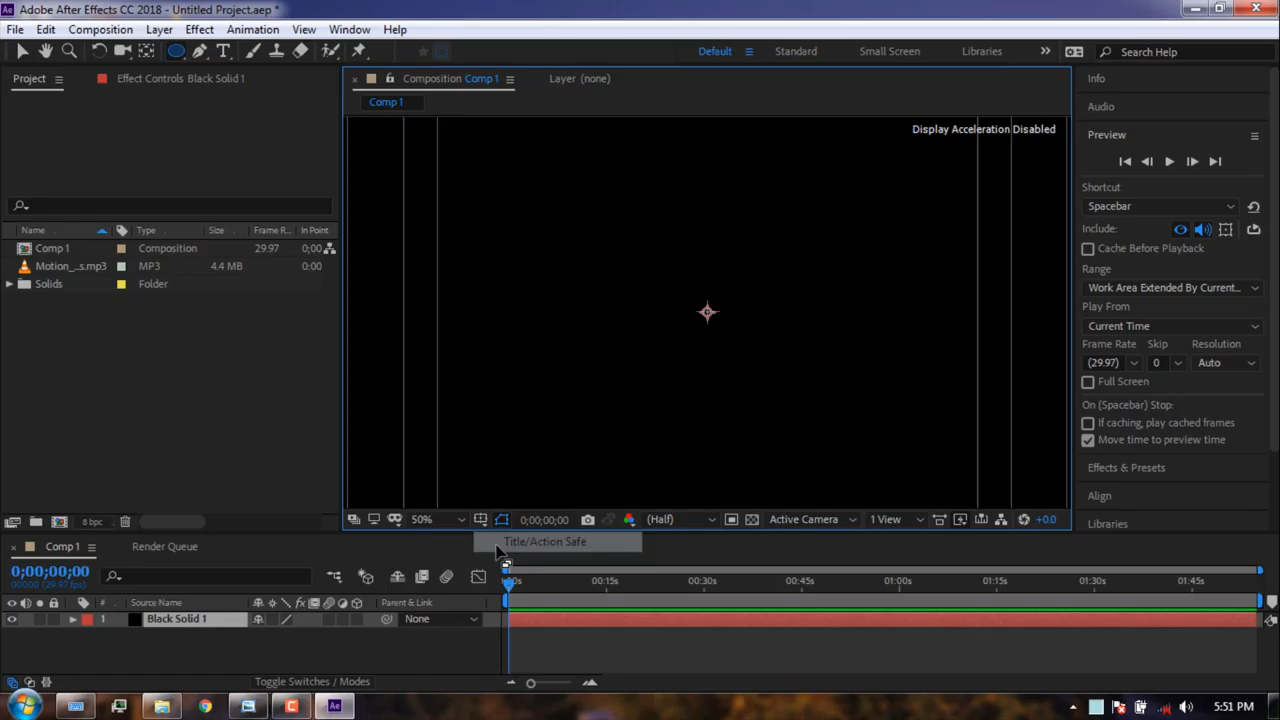 Adobe After Effects CC 2018 - Untitled Project.aep *
File Edit Composition Layer Effect Animation View Window Help
Default Standard Small Screen Libraries Search Help
Project Effect Controls Black Solid 1
Composition Comp 1 Layer (none)
Comp 1
Display Acceleration Disabled
Name Type Size Frame R... In Point
Comp 1 Composition 29.97 0;00
Motion_...s.mp3 MP3 4.4 MB 0:00
Solids Folder
8 bpc
50% 0;00;00;00 (Half) Active Camera 1 View +0.0
Title/Action Safe
Info
Audio
Preview
Shortcut
Spacebar
Include:
Cache Before Playback
Range
Work Area Extended By Current...
Play From
Current Time
Frame Rate Skip Resolution
(29.97) 0 Auto
Full Screen
On (Spacebar) Stop:
If caching, play cached frames
Move time to preview time
Effects & Presets
Align
Libraries
Comp 1 Render Queue
0;00;00;00
00000 (29.97 fps)
00s 00:15s 00:30s 00:45s 01:00s 01:15s 01:30s 01:45s
# Source Name Parent & Link
1 Black Solid 1 None
Toggle Switches / Modes
5:51 PM